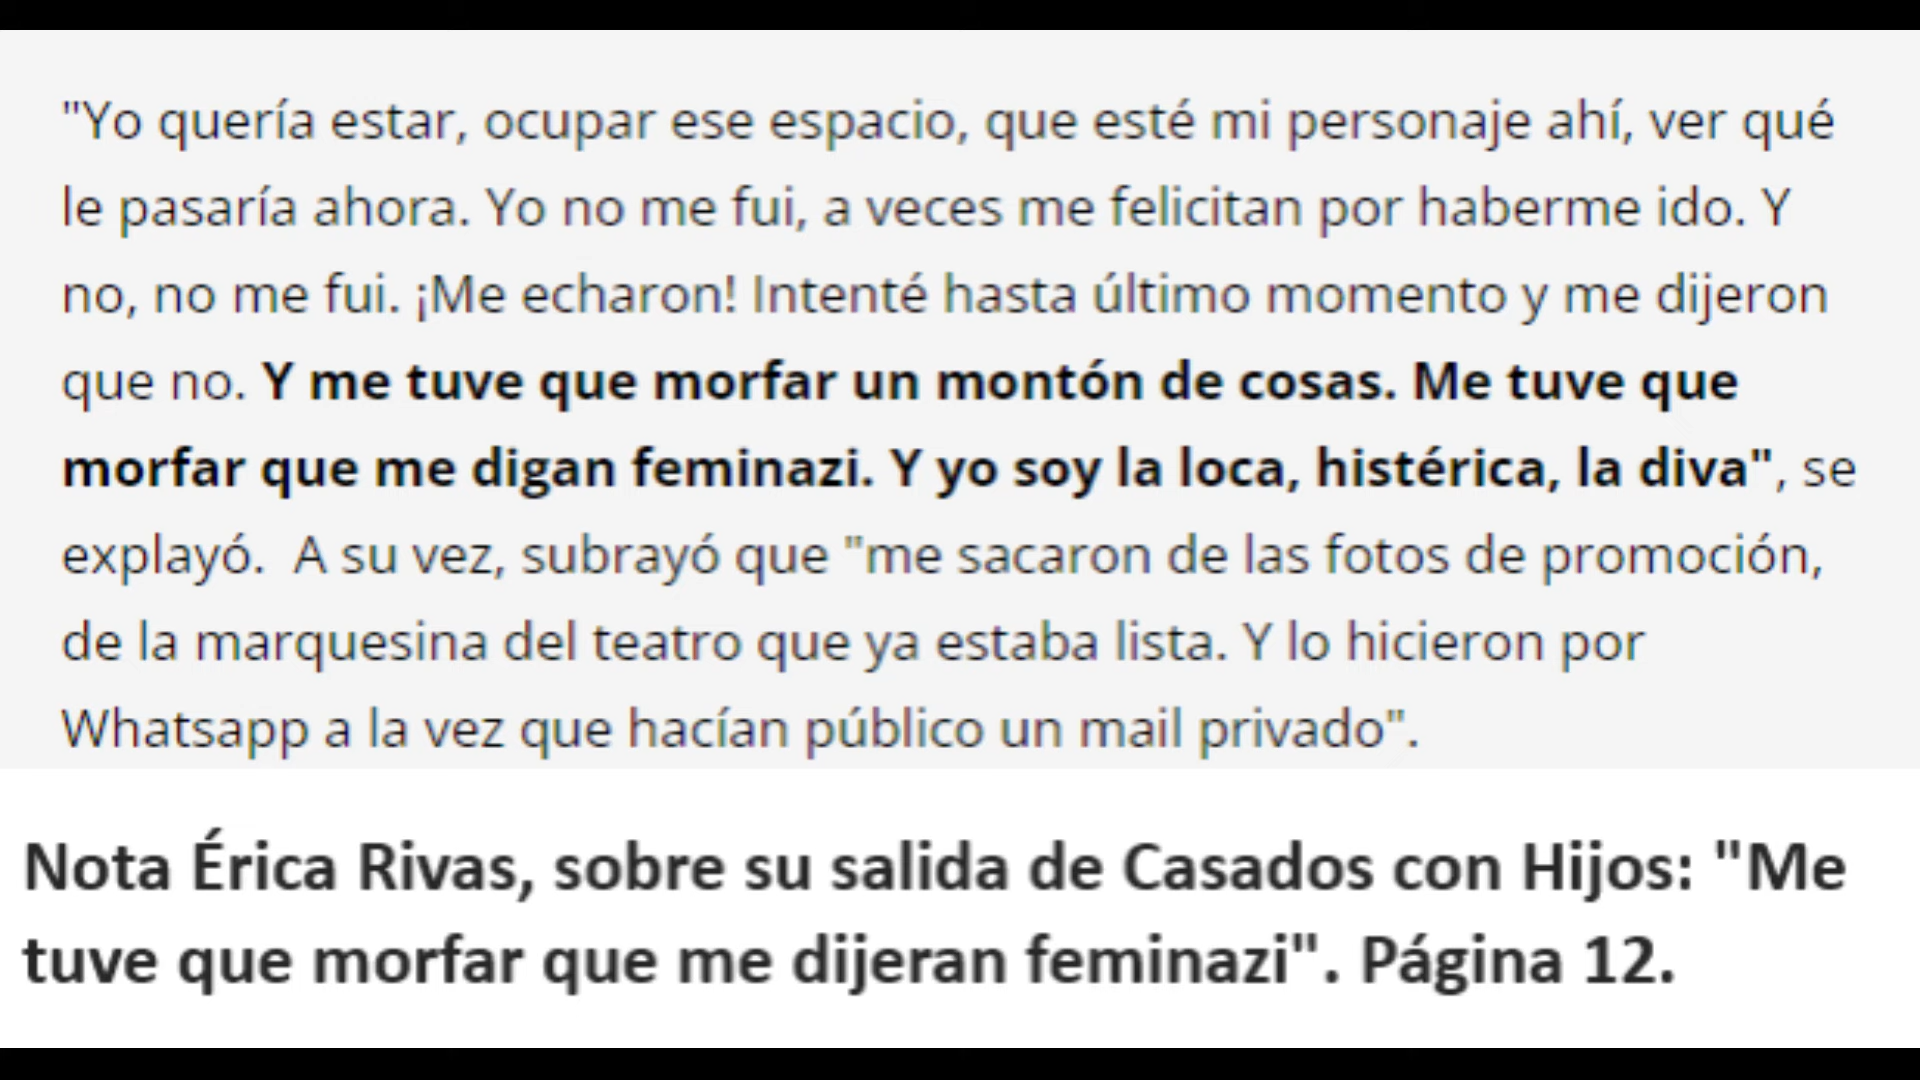 "Yo quería estar, ocupar ese espacio, que esté mi personaje ahí, ver qué
le pasaría ahora. Yo no me fui, a veces me felicitan por haberme ido. Y
no, no me fui. ¡Me echaron! Intenté hasta último momento y me dijeron
que no. Y me tuve que morfar un montón de cosas. Me tuve que
morfar que me digan feminazi. Y yo soy la loca, histérica, la diva", se
explayó.  A su vez, subrayó que "me sacaron de las fotos de promoción,
de la marquesina del teatro que ya estaba lista. Y lo hicieron por
Whatsapp a la vez que hacían público un mail privado".
Nota Érica Rivas, sobre su salida de Casados con Hijos: "Me
tuve que morfar que me dijeran feminazi". Página 12.